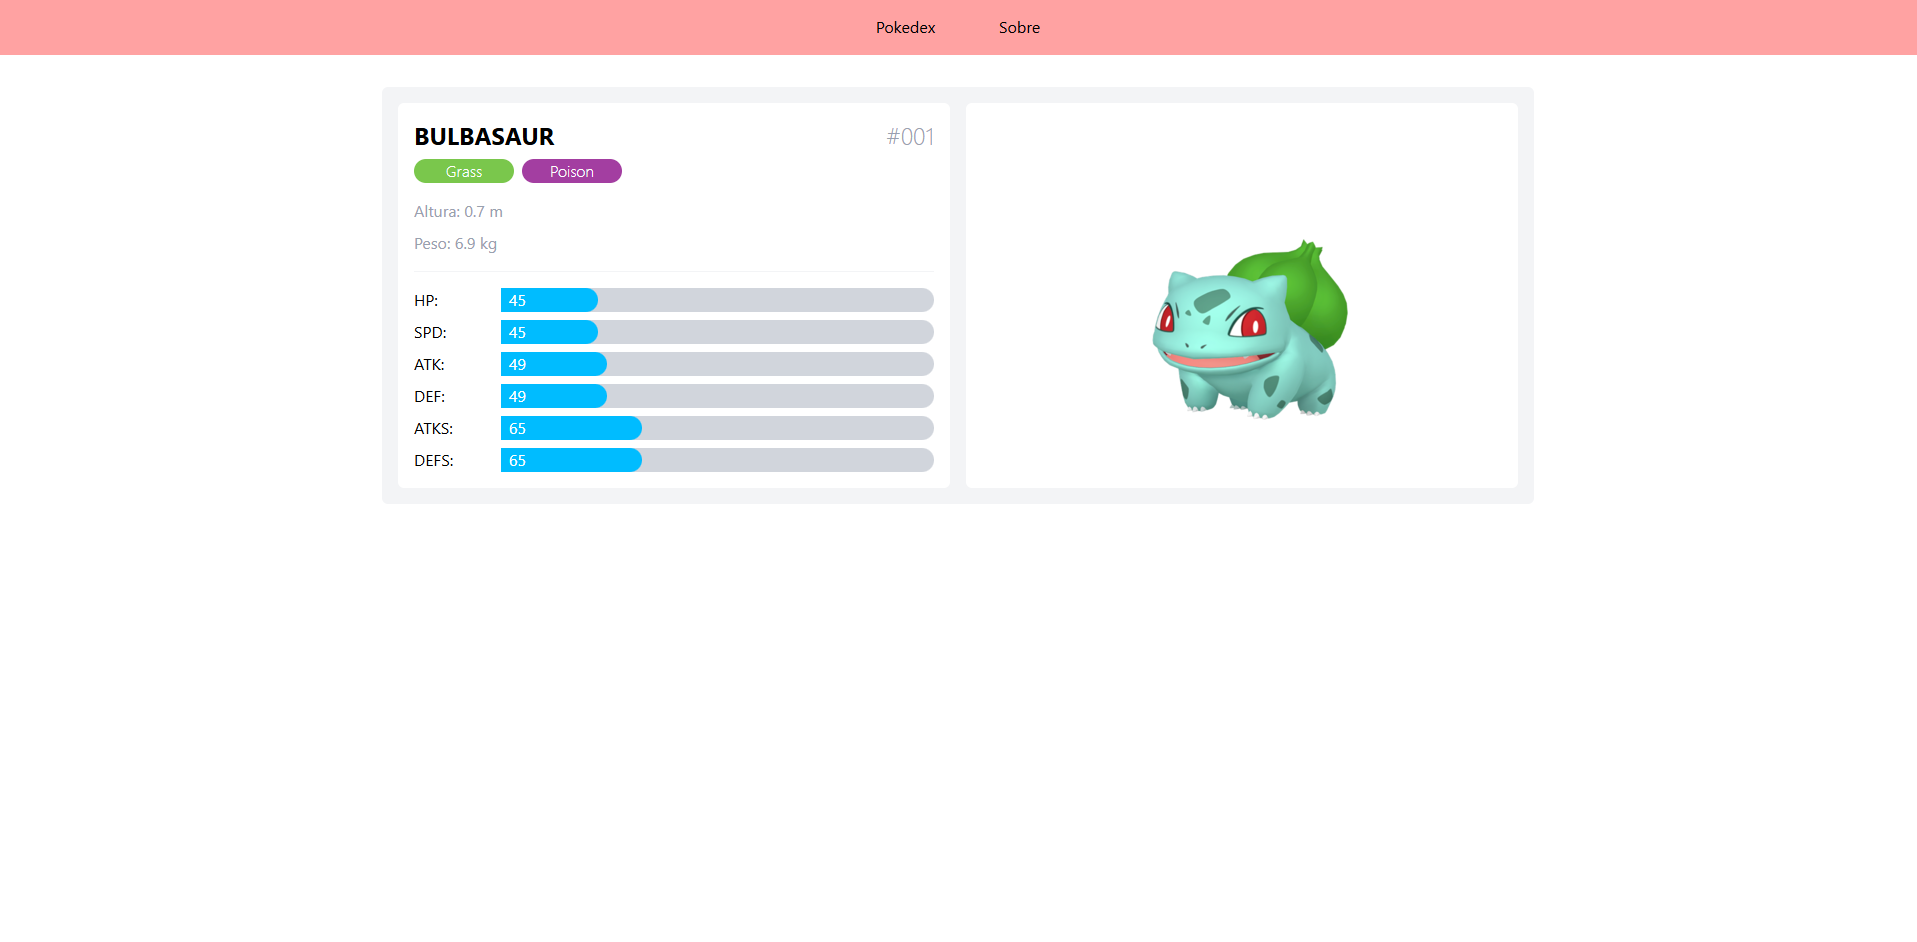 Pokedex Sobre
BULBASAUR #001
Grass Poison
Altura: 0.7 m
Peso: 6.9 kg
HP: 45
SPD: 45
ATK: 49
DEF: 49
ATKS: 65
DEFS: 65